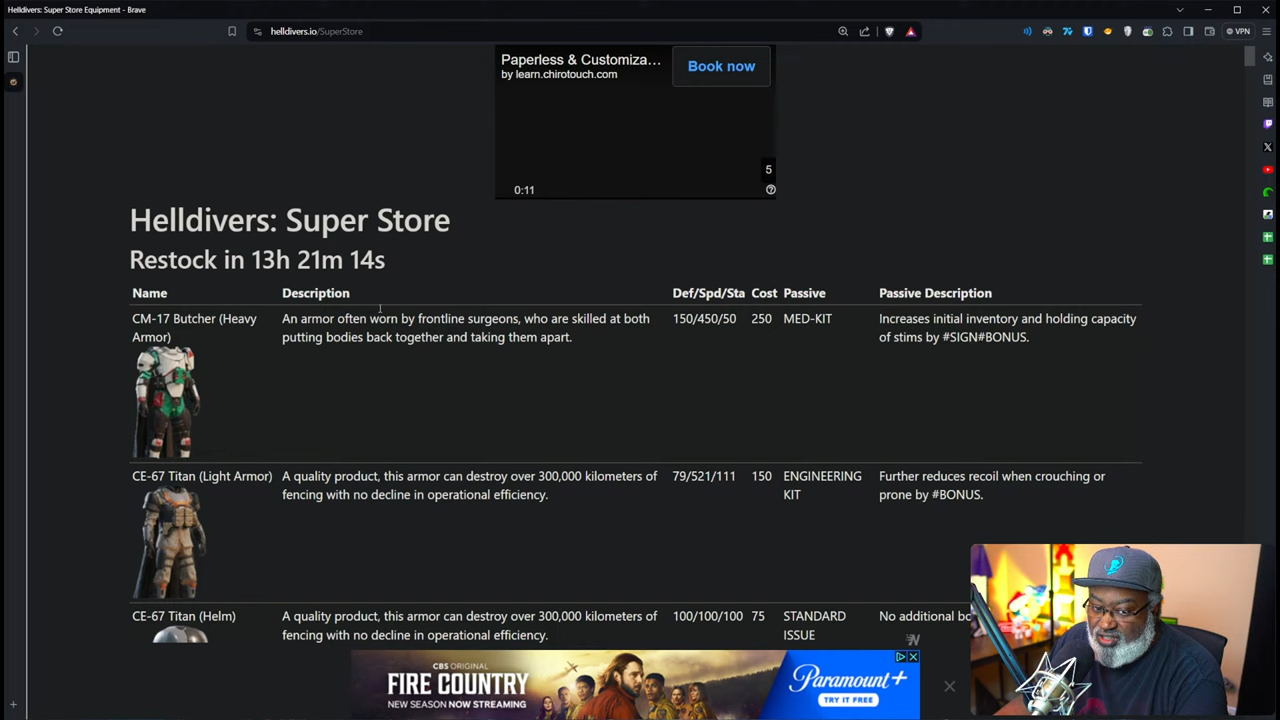 Helldivers: Super Store Equipment - Brave
helldivers.io/SuperStore
VPN
Paperless & Customiza...
by learn.chirotouch.com
Book now
5
0:11
Helldivers: Super Store
Restock in 13h 21m 14s
Name Description Def/Spd/Sta Cost Passive Passive Description
CM-17 Butcher (Heavy
Armor)
An armor often worn by frontline surgeons, who are skilled at both
putting bodies back together and taking them apart.
150/450/50
250
MED-KIT
Increases initial inventory and holding capacity
of stims by #SIGN#BONUS.
CE-67 Titan (Light Armor)
A quality product, this armor can destroy over 300,000 kilometers of
fencing with no decline in operational efficiency.
79/521/111
150
ENGINEERING
KIT
Further reduces recoil when crouching or
prone by #BONUS.
CE-67 Titan (Helm)
A quality product, this armor can destroy over 300,000 kilometers of
fencing with no decline in operational efficiency.
100/100/100
75
STANDARD
ISSUE
No additional bo
CBS ORIGINAL
FIRE COUNTRY
NEW SEASON NOW STREAMING
Paramount+
TRY IT FREE